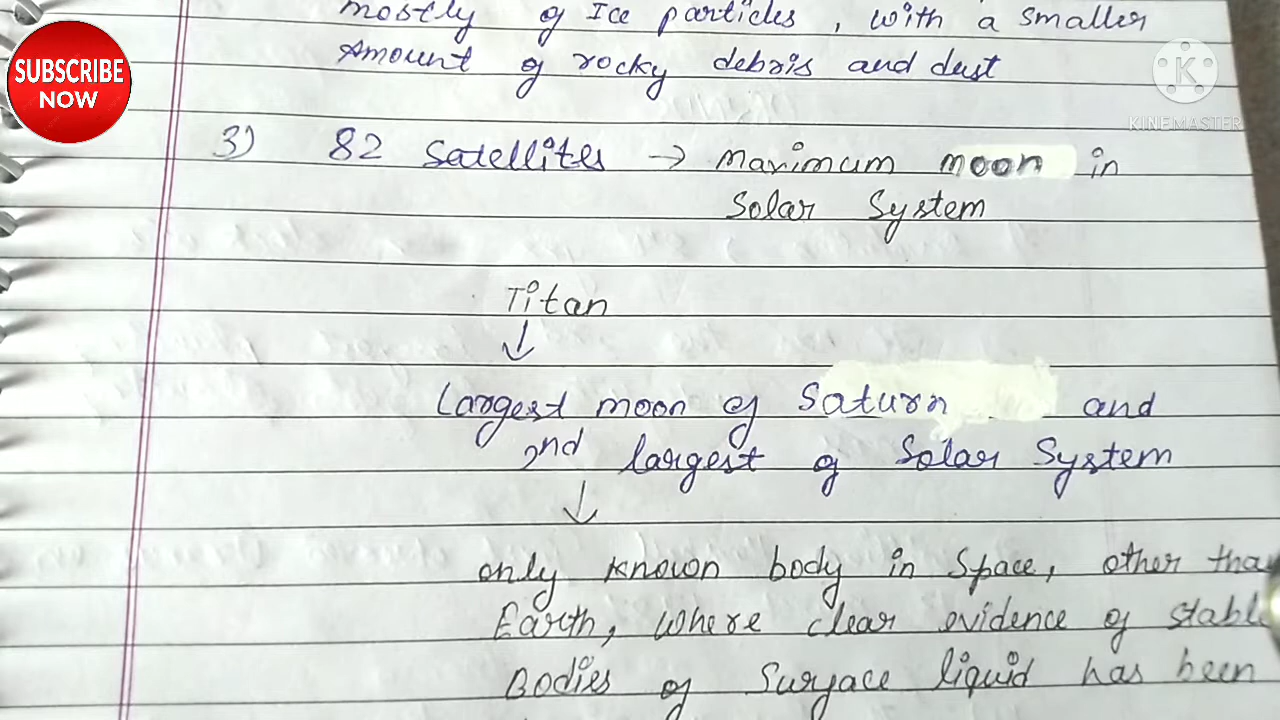 mostly of Ice particles, with a smaller
Amount of rocky debris and dust
SUBSCRIBE
NOW
KINEMASTER
3) 82 Satellites → Maximum moon in
Solar System
Titan
↓
Largest moon of Saturn and
2nd largest of Solar System
↓
only known body in Space, other than
Earth, where clear evidence of stable
Bodies of Surface liquid has been